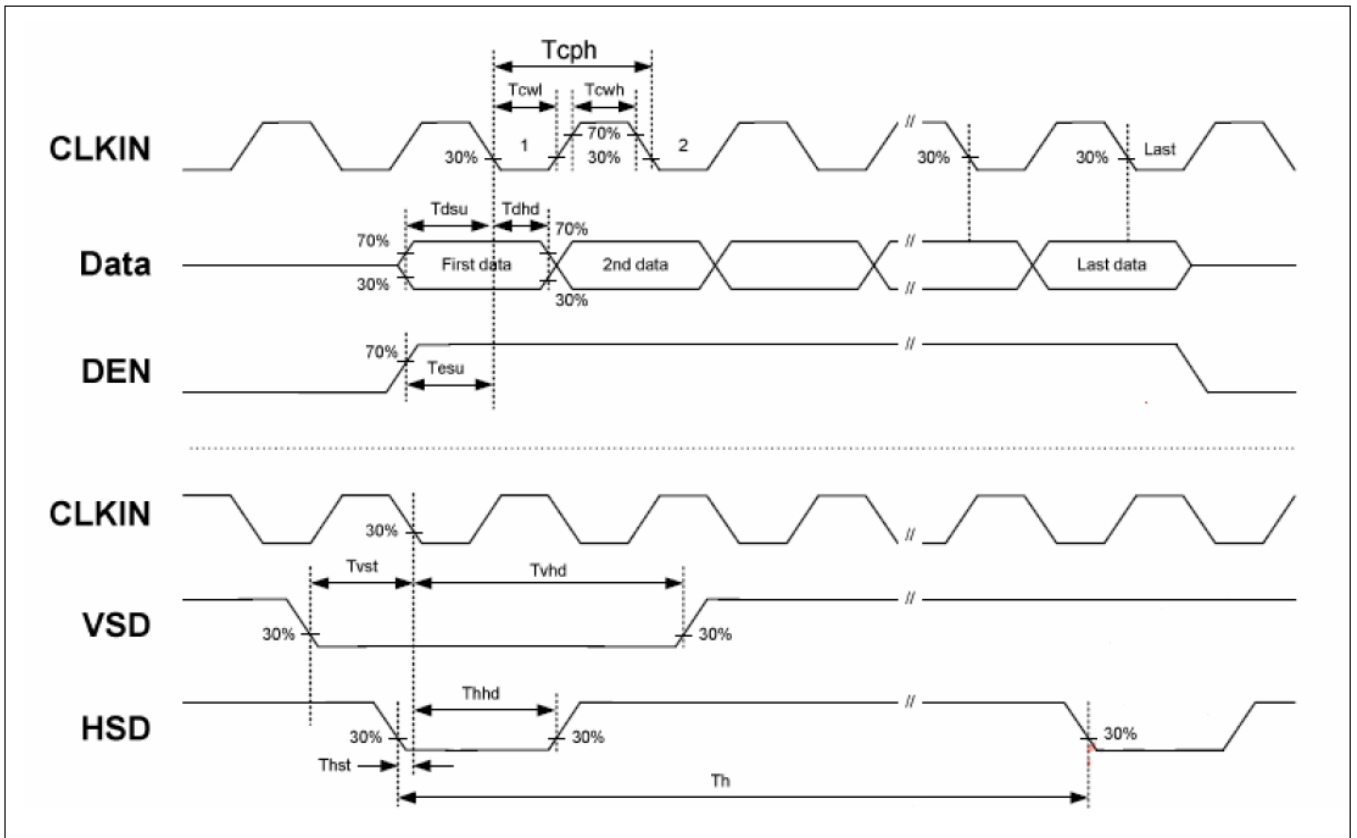 Tcph
Tcwl Tcwh
CLKIN 30% 1 70% 30% 2 // 30% 30% Last
Tdsu Tdhd
Data 70% 30% First data 70% 30% 2nd data // // Last data
DEN 70% Tesu //
CLKIN 30% //
Tvst Tvhd
VSD 30% 30% //
Thhd
HSD 30% 30% // 30%
Thst
Th